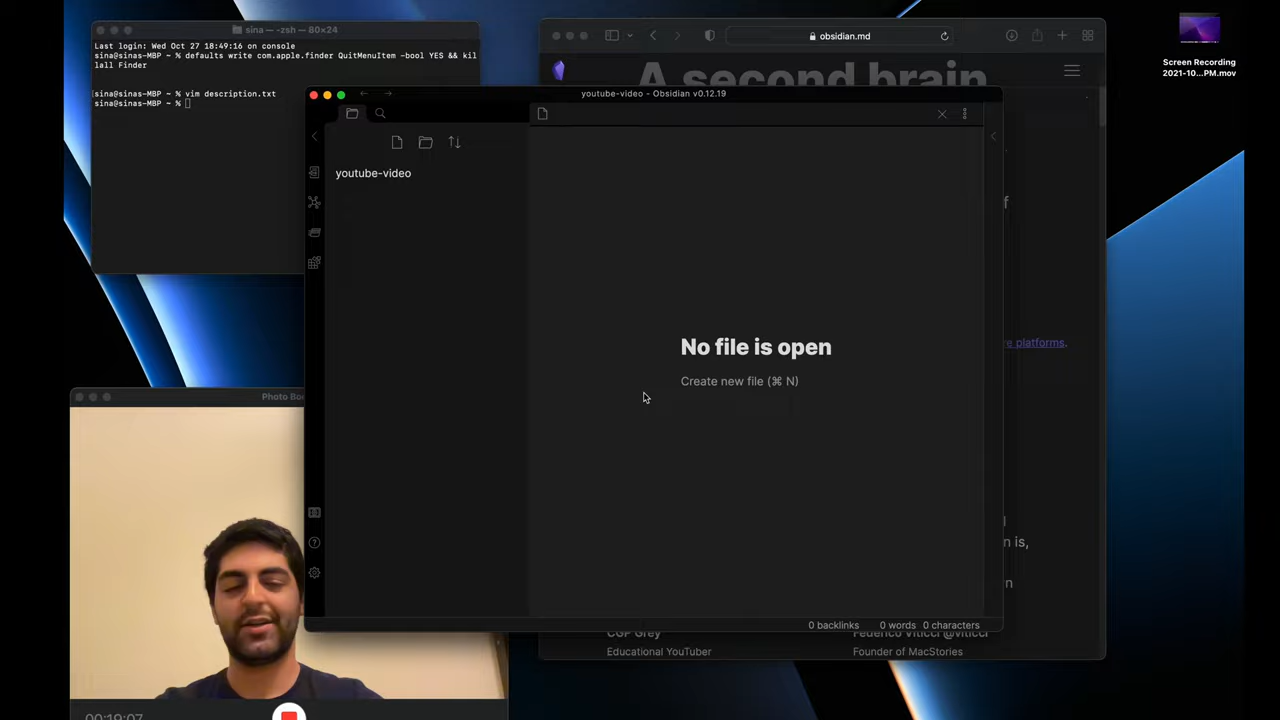 sina — -zsh — 80×24
Last login: Wed Oct 27 18:49:16 on console
sina@sinas-MBP ~ % defaults write com.apple.finder QuitMenuItem -bool YES && kil
lall Finder
sina@sinas-MBP ~ % vim description.txt
sina@sinas-MBP ~ %
obsidian.md
A second brain
Screen Recording
2021-10...PM.mov
youtube-video - Obsidian v0.12.19
youtube-video
f
No file is open
Create new file (⌘ N)
re platforms.
n is,
n
0 backlinks 0 words 0 characters
CGP Grey
Educational YouTuber
Federico Viticci @viticci
Founder of MacStories
Photo Boo
00:19:07